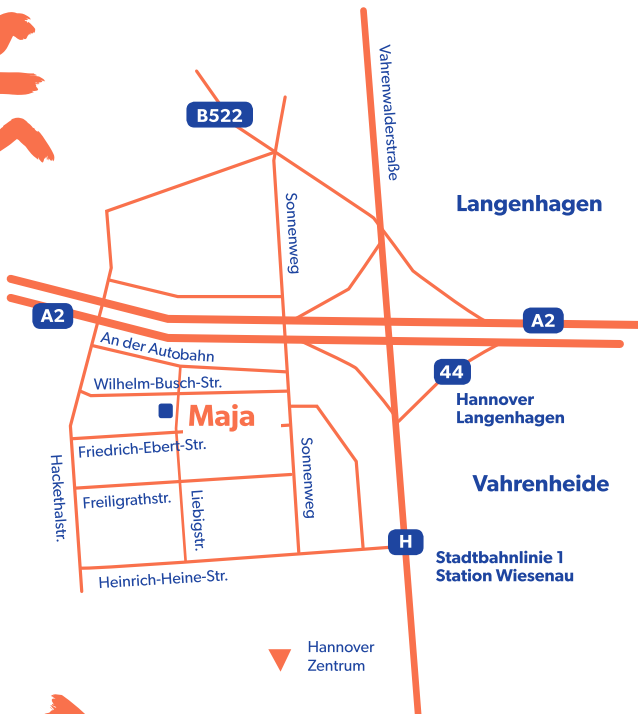 Vahrenwalderstraße
B522
Langenhagen
Sonnenweg
A2
A2
An der Autobahn
44
Wilhelm-Busch-Str.
Hannover
Langenhagen
Maja
Friedrich-Ebert-Str.
Hackethalstr.
Sonnenweg
Vahrenheide
Freiligrathstr.
Liebigstr.
H
Stadtbahnlinie 1
Station Wiesenau
Heinrich-Heine-Str.
Hannover
Zentrum